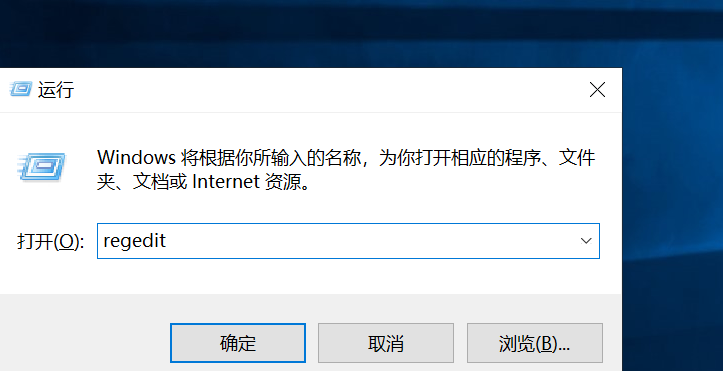 运行
Windows 将根据你所输入的名称，为你打开相应的程序、文件
夹、文档或 Internet 资源。
打开(O): regedit
确定 取消 浏览(B)...